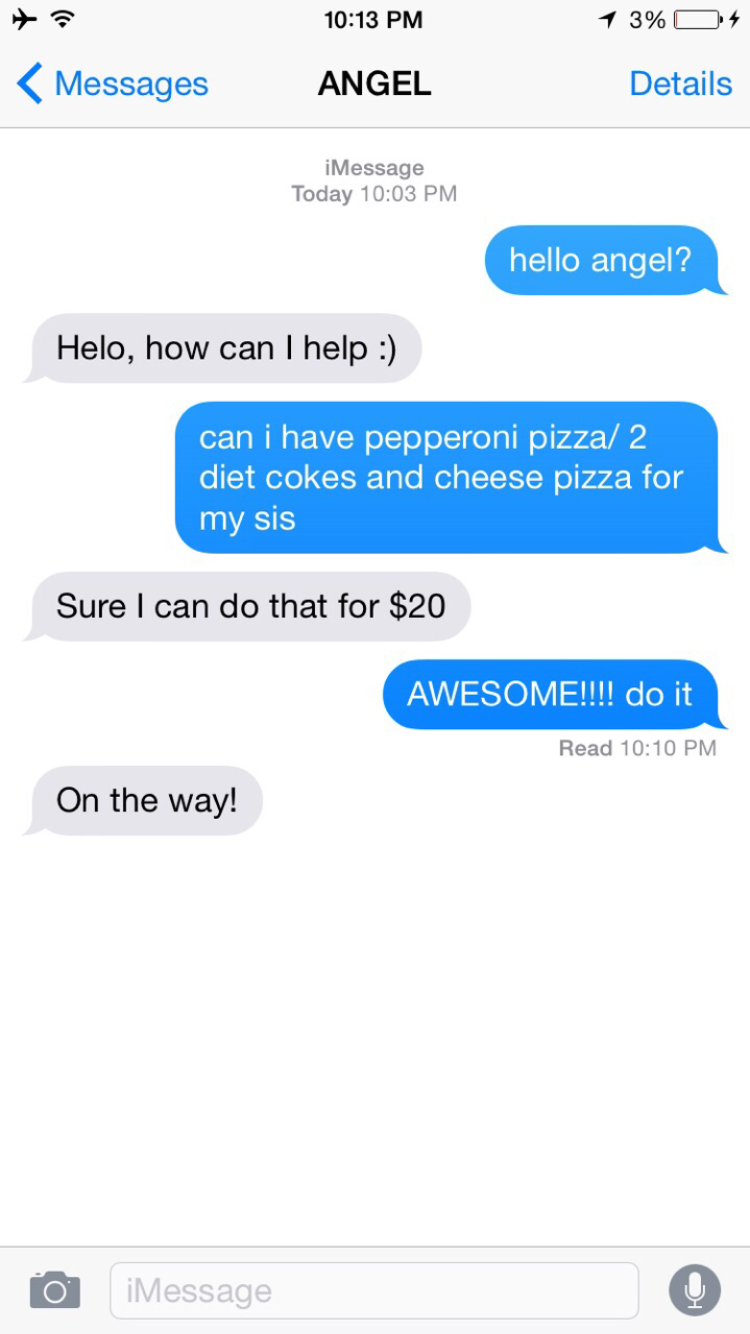 10:13 PM
3%
Messages
ANGEL
Details
iMessage
Today 10:03 PM
hello angel?
Helo, how can I help :)
can i have pepperoni pizza/ 2
diet cokes and cheese pizza for
my sis
Sure I can do that for $20
AWESOME!!!! do it
Read 10:10 PM
On the way!
iMessage